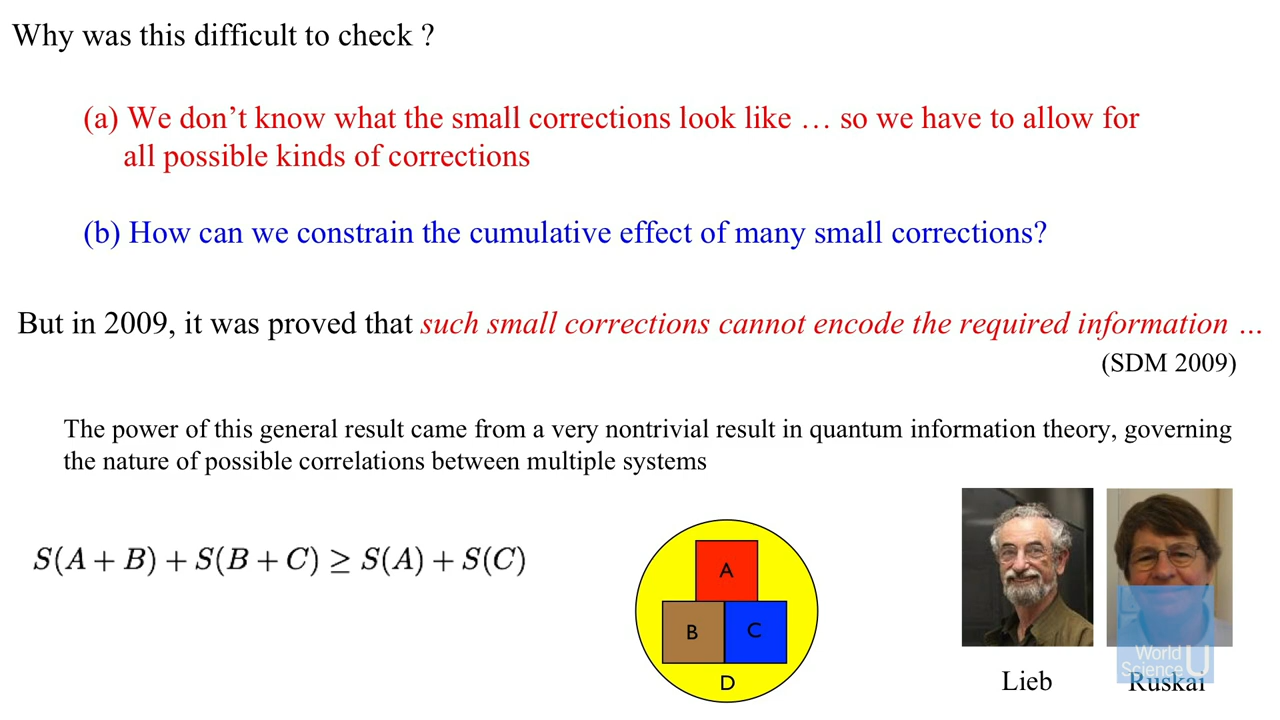 Why was this difficult to check ?
(a) We don't know what the small corrections look like … so we have to allow for
all possible kinds of corrections
(b) How can we constrain the cumulative effect of many small corrections?
But in 2009, it was proved that such small corrections cannot encode the required information …
(SDM 2009)
The power of this general result came from a very nontrivial result in quantum information theory, governing
the nature of possible correlations between multiple systems
S(A + B) + S(B + C) ≥ S(A) + S(C)
A
B C
D
World
Science U
Lieb Ruskai